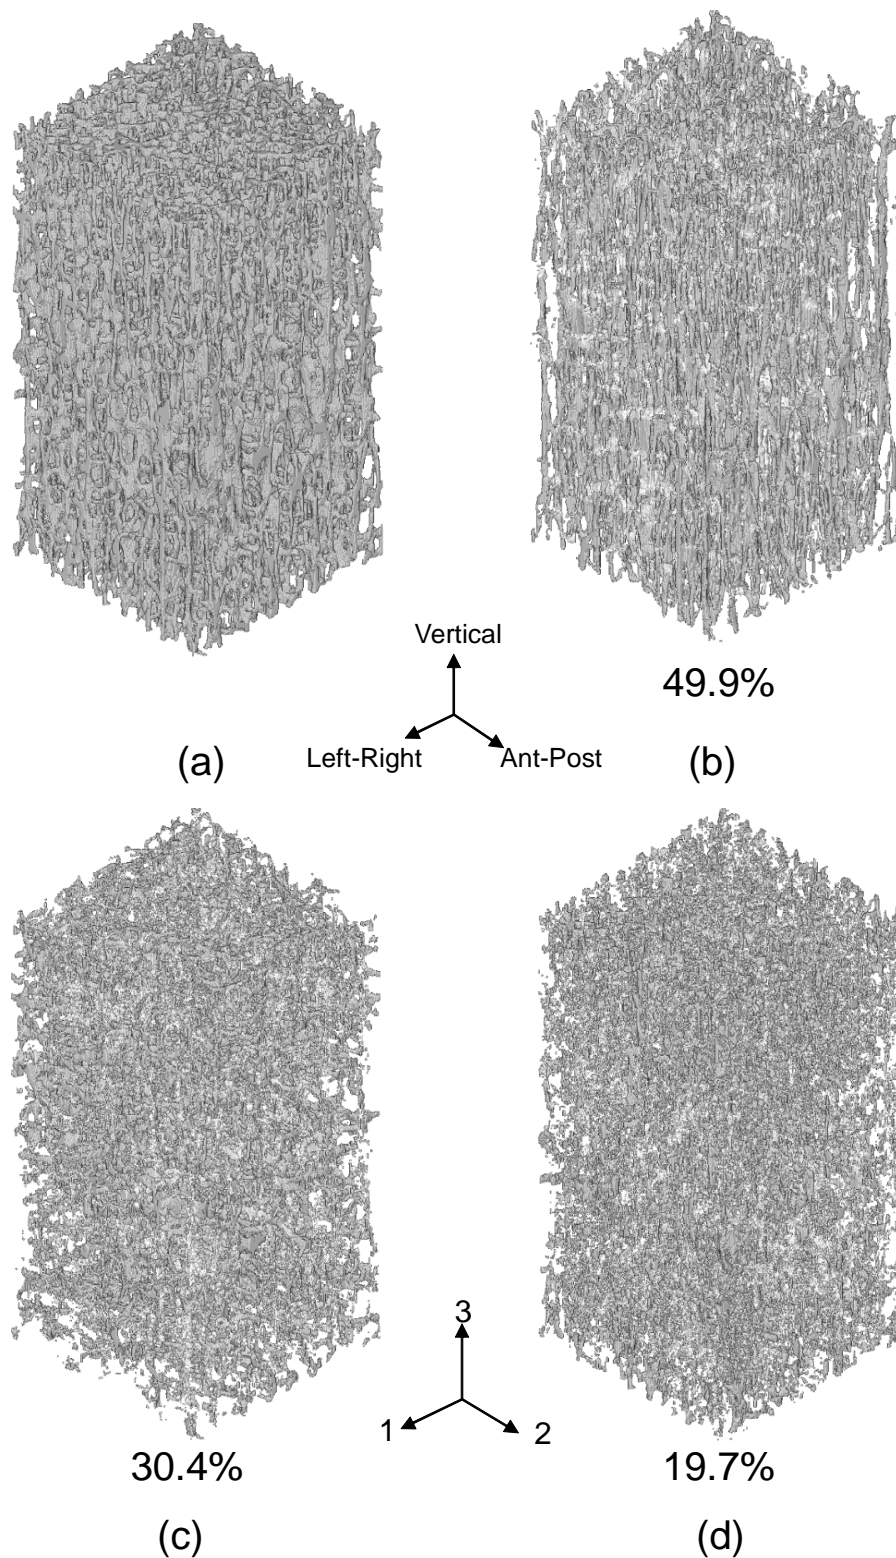 Vertical
49.9%
Left-Right
Ant-Post
(a)
(b)
3
1
2
30.4%
19.7%
(c)
(d)